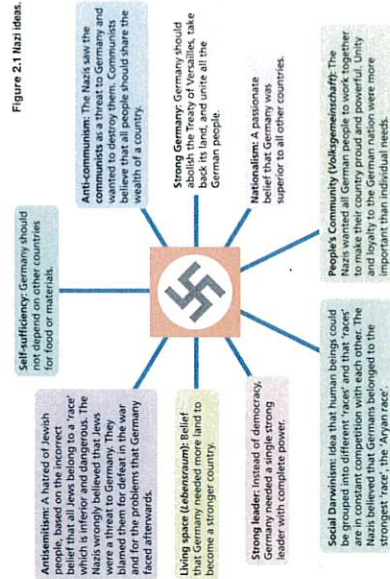 Figure 2.1 Nazi ideas.
Self-sufficiency: Germany should
not depend on other countries
for food or materials.
Anti-communism: The Nazis saw the
communists as a threat to Germany and
wanted to destroy them. Communists
believe that all people should share the
wealth of a country.
Strong Germany: Germany should
abolish the Treaty of Versailles, take
back its land, and unite all the
German people.
Nationalism: A passionate
belief that Germany was
superior to all other countries.
People's Community (Volksgemeinschaft): The
Nazis wanted all German people to work together
to make their country proud and powerful. Unity
and loyalty to the German nation were more
important than individual needs.
Social Darwinism: Idea that human beings could
be grouped into different 'races' and that 'races'
are in constant competition with each other. The
Nazis believed that Germans belonged to the
strongest 'race', the 'Aryan race'.
Strong leader: Instead of democracy,
Germany needed a single strong
leader with complete power.
Living space (Lebensraum): Belief
that Germany needed more land to
become a stronger country.
Antisemitism: A hatred of Jewish
people, based on the incorrect
belief that all Jews belong to a 'race'
which is inferior and dangerous. The
Nazis wrongly believed that Jews
were a threat to Germany. They
blamed them for defeat in the war
and for the problems that Germany
faced afterwards.